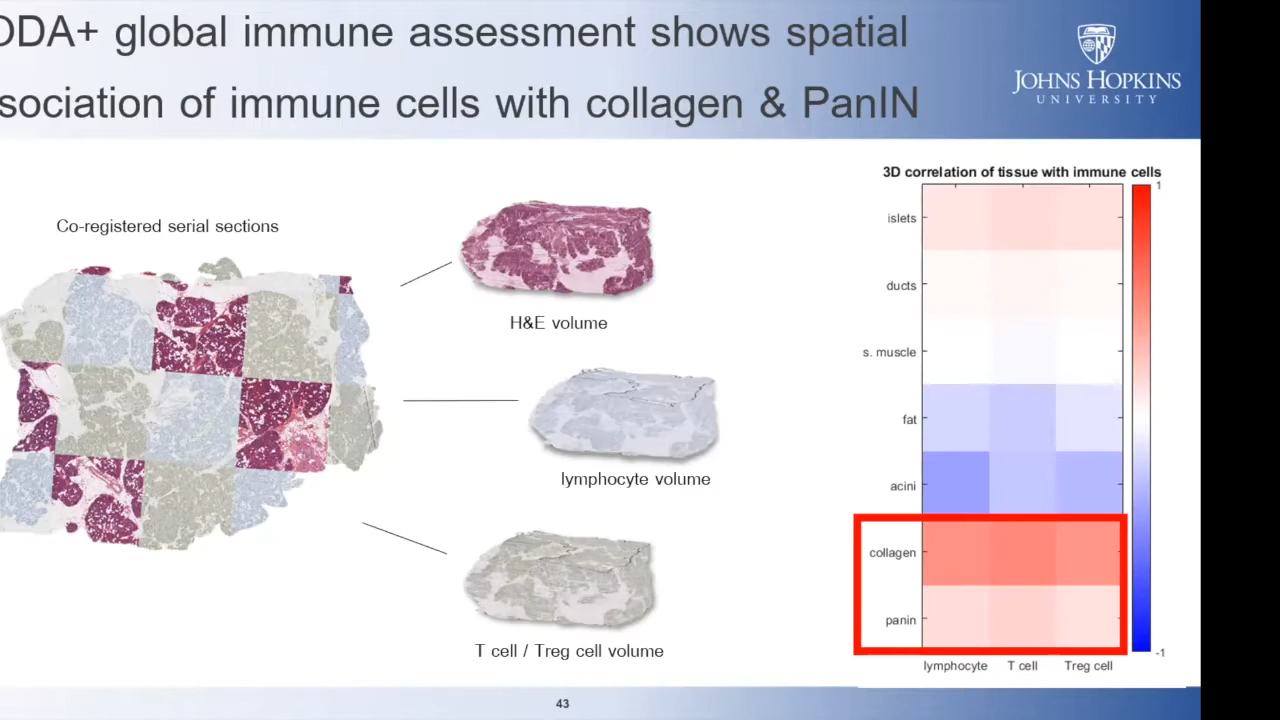 ODA+ global immune assessment shows spatial
sociation of immune cells with collagen & PanIN
JOHNS HOPKINS
UNIVERSITY
Co-registered serial sections
H&E volume
lymphocyte volume
T cell / Treg cell volume
3D correlation of tissue with immune cells
islets
ducts
s. muscle
fat
acini
collagen
panin
lymphocyte
T cell
Treg cell
1
-1
43